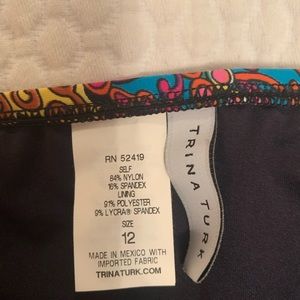 RN 52419
SELF
84% NYLON
16% SPANDEX
LINING
91% POLYESTER
9% LYCRA® SPANDEX
SIZE
12
MADE IN MEXICO WITH
IMPORTED FABRIC
TRINATURK.COM
TRINA TURK